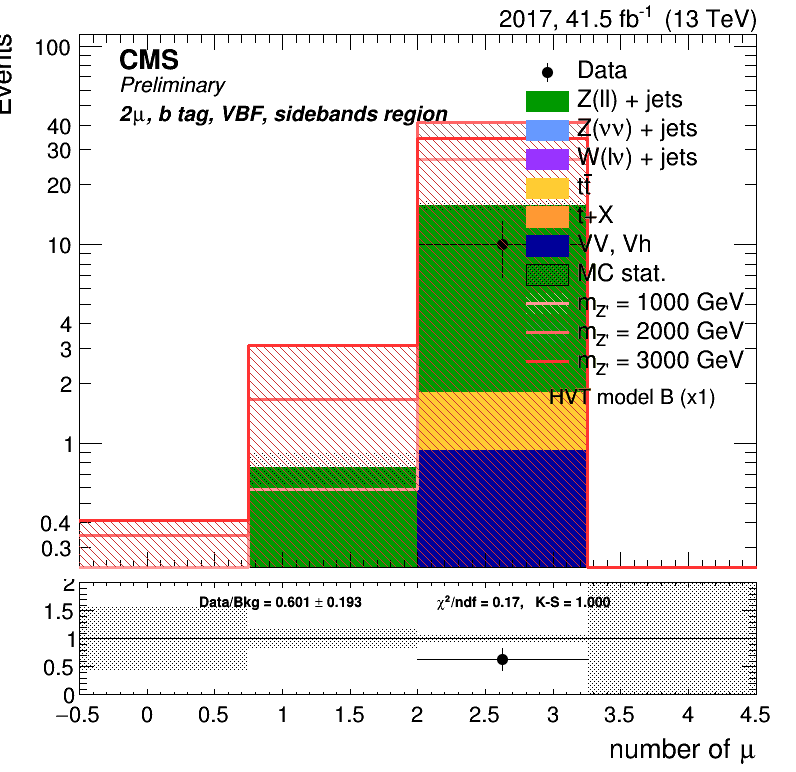 2017, 41.5 fb⁻¹ (13 TeV)
Events
CMS
Preliminary
2μ, b tag, VBF, sidebands region
Data
Z(ll) + jets
Z(νν) + jets
W(lν) + jets
tt̅
t+X
VV, Vh
MC stat.
m_Z' = 1000 GeV
m_Z' = 2000 GeV
m_Z' = 3000 GeV
HVT model B (x1)
100
40
30
20
10
4
3
2
1
0.4
0.3
Data/Bkg = 0.601 ± 0.193
χ²/ndf = 0.17, K-S = 1.000
2
1.5
1
0.5
0
−0.5 0 0.5 1 1.5 2 2.5 3 3.5 4 4.5
number of μ